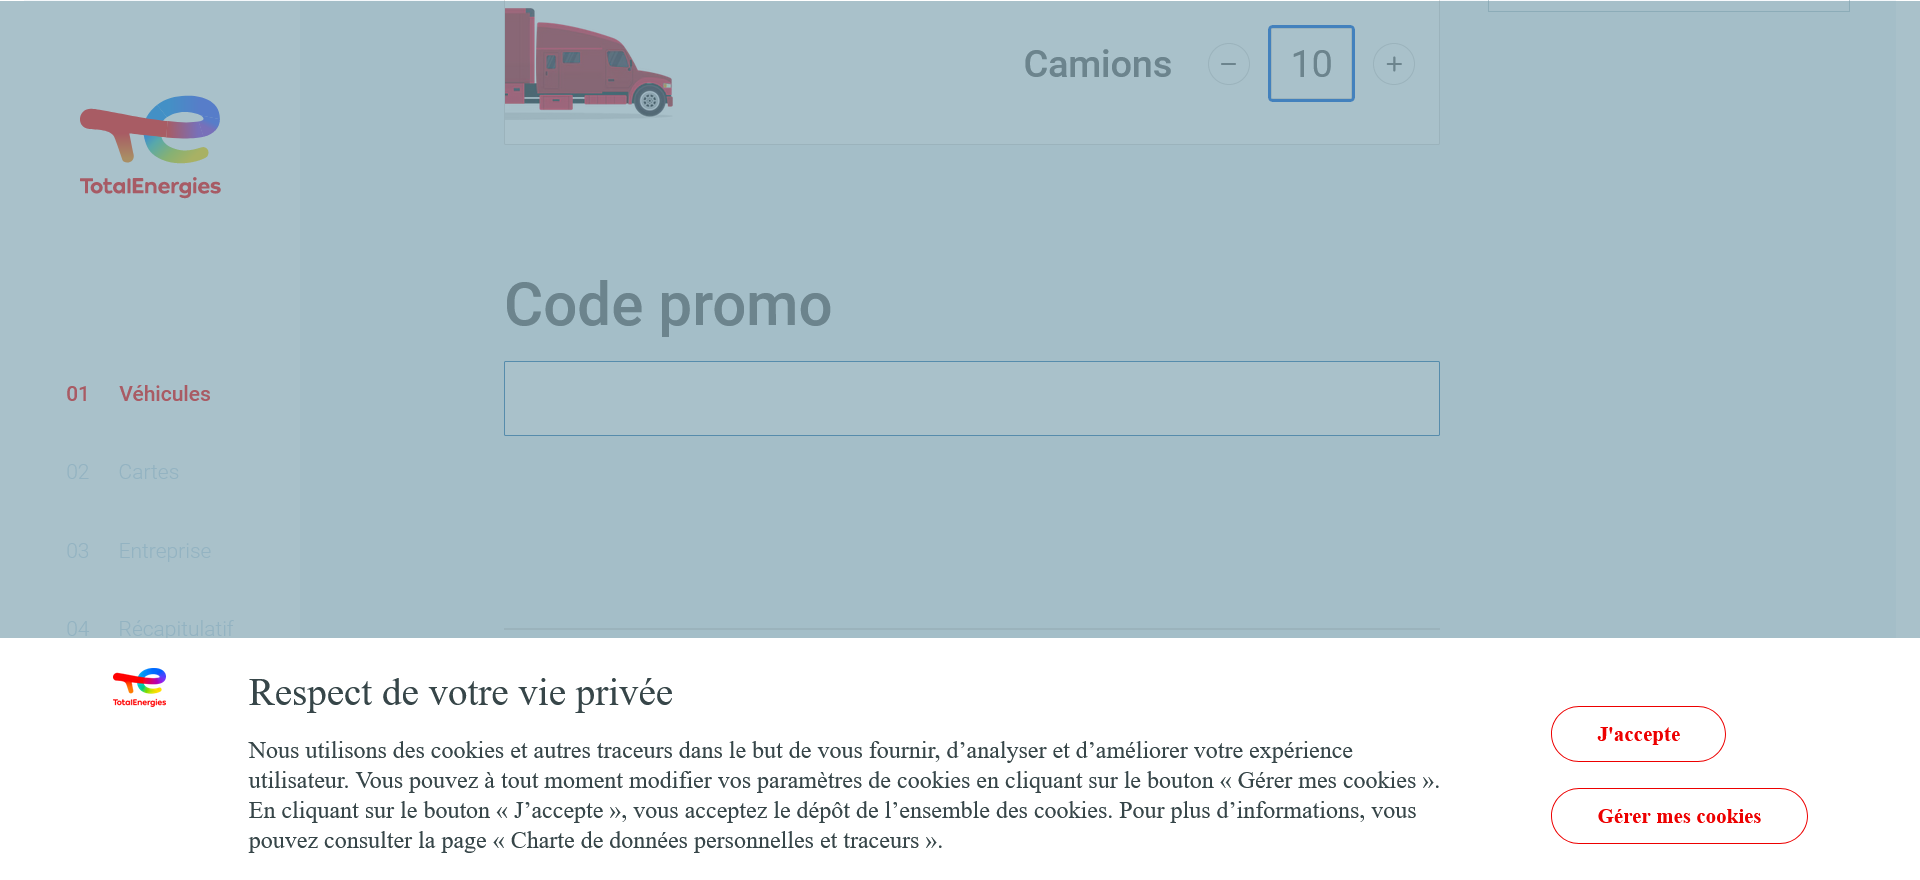 Camions
10
TotalEnergies
Code promo
01 Véhicules
02 Cartes
03 Entreprise
04 Récapitulatif
TotalEnergies
Respect de votre vie privée
Nous utilisons des cookies et autres traceurs dans le but de vous fournir, d’analyser et d’améliorer votre expérience
utilisateur. Vous pouvez à tout moment modifier vos paramètres de cookies en cliquant sur le bouton « Gérer mes cookies ».
En cliquant sur le bouton « J’accepte », vous acceptez le dépôt de l’ensemble des cookies. Pour plus d’informations, vous
pouvez consulter la page « Charte de données personnelles et traceurs ».
J'accepte
Gérer mes cookies